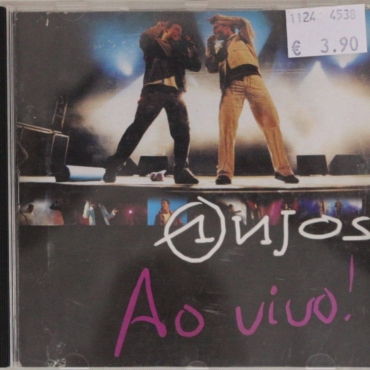 1124 4538
€ 3.90
Anjos
Ao vivo!